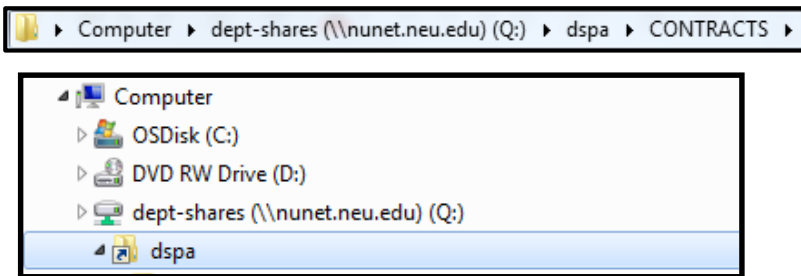 Computer dept-shares (\\nunet.neu.edu) (Q:) dspa CONTRACTS
Computer
OSDisk (C:)
DVD RW Drive (D:)
dept-shares (\\nunet.neu.edu) (Q:)
dspa